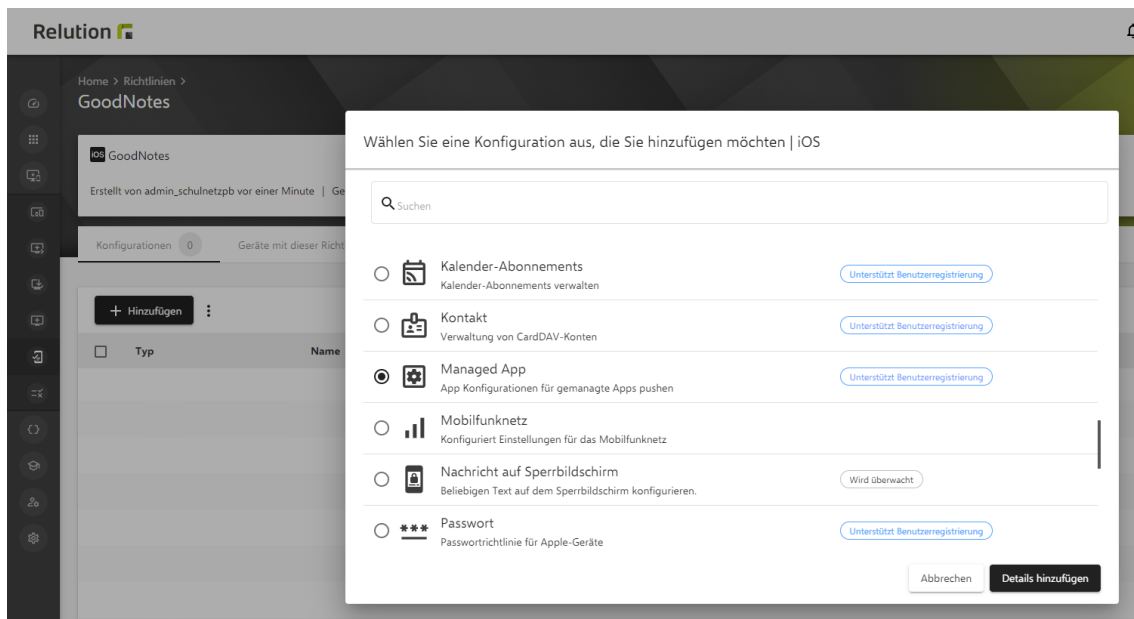 Relution
Home > Richtlinien >
GoodNotes
iOS GoodNotes
Erstellt von admin_schulnetzpb vor einer Minute | Ge
Konfigurationen 0 Geräte mit dieser Richt
+ Hinzufügen
Typ Name
Wählen Sie eine Konfiguration aus, die Sie hinzufügen möchten | iOS
Suchen
Kalender-Abonnements
Kalender-Abonnements verwalten
Unterstützt Benutzerregistrierung
Kontakt
Verwaltung von CardDAV-Konten
Unterstützt Benutzerregistrierung
Managed App
App Konfigurationen für gemanagte Apps pushen
Unterstützt Benutzerregistrierung
Mobilfunknetz
Konfiguriert Einstellungen für das Mobilfunknetz
Nachricht auf Sperrbildschirm
Beliebigen Text auf dem Sperrbildschirm konfigurieren.
Wird überwacht
Passwort
Passwortrichtlinie für Apple-Geräte
Unterstützt Benutzerregistrierung
Abbrechen Details hinzufügen